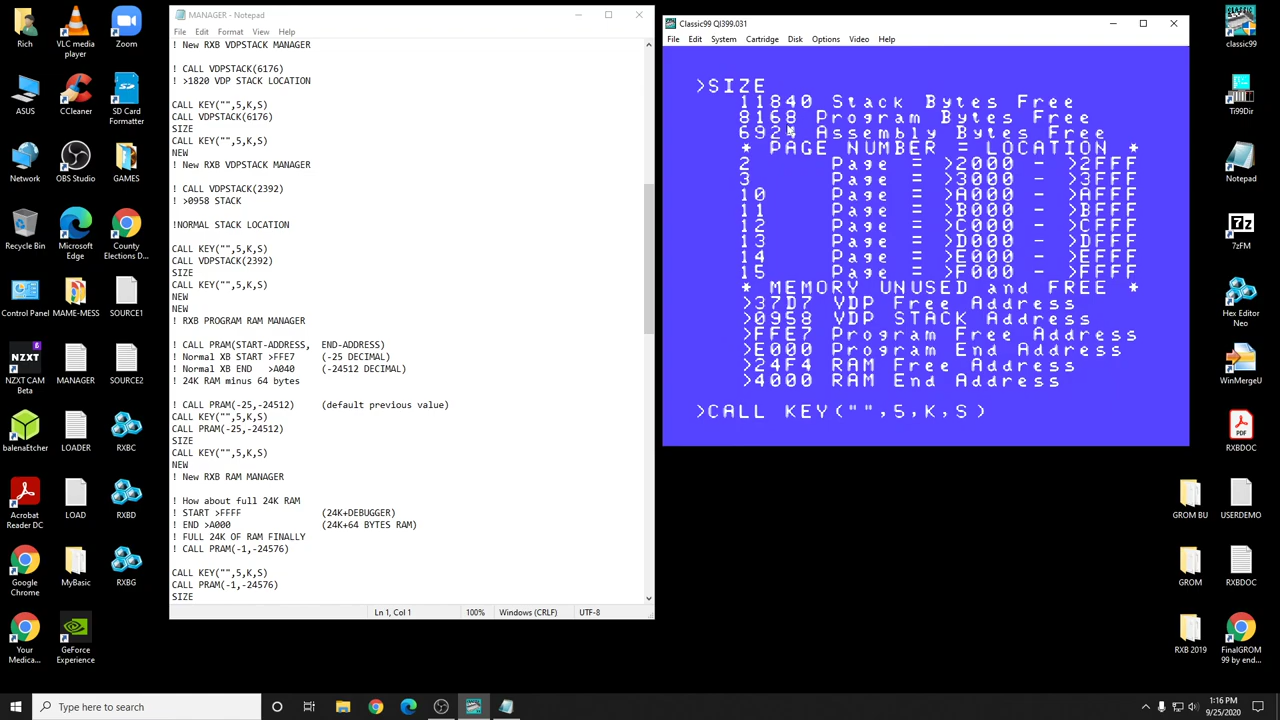 Rich
VLC media player
Zoom
ASUS
CCleaner
SD Card Formatter
Network
OBS Studio
GAMES
Recycle Bin
Microsoft Edge
County Elections D...
Control Panel
MAME-MESS
SOURCE1
NZXT CAM Beta
MANAGER
SOURCE2
balenaEtcher
LOADER
RXBC
Acrobat Reader DC
LOAD
RXBD
Google Chrome
MyBasic
RXBG
Your Medica...
GeForce Experience
MANAGER - Notepad
File Edit Format View Help
! New RXB VDPSTACK MANAGER
! CALL VDPSTACK(6176)
! >1820 VDP STACK LOCATION
CALL KEY("",5,K,S)
CALL VDPSTACK(6176)
SIZE
CALL KEY("",5,K,S)
NEW
! New RXB VDPSTACK MANAGER
! CALL VDPSTACK(2392)
! >0958 STACK
!NORMAL STACK LOCATION
CALL KEY("",5,K,S)
CALL VDPSTACK(2392)
SIZE
CALL KEY("",5,K,S)
NEW
NEW
! RXB PROGRAM RAM MANAGER
! CALL PRAM(START-ADDRESS, END-ADDRESS)
! Normal XB START >FFE7 (-25 DECIMAL)
! Normal XB END >A040 (-24512 DECIMAL)
! 24K RAM minus 64 bytes
! CALL PRAM(-25,-24512) (default previous value)
CALL KEY("",5,K,S)
CALL PRAM(-25,-24512)
SIZE
CALL KEY("",5,K,S)
NEW
! New RXB RAM MANAGER
! How about full 24K RAM
! START >FFFF (24K+DEBUGGER)
! END >A000 (24K+64 BYTES RAM)
! FULL 24K OF RAM FINALLY
! CALL PRAM(-1,-24576)
CALL KEY("",5,K,S)
CALL PRAM(-1,-24576)
SIZE
Ln 1, Col 1 100% Windows (CRLF) UTF-8
Classic99 QI399.031
File Edit System Cartridge Disk Options Video Help
>SIZE
11840 Stack Bytes Free
8168 Program Bytes Free
Assembly Bytes Free
* PAGE NUMBER = LOCATION *
2 Page = >2000 - >2FFF
3 Page = >3000 - >3FFF
10 Page = >A000 - >AFFF
11 Page = >B000 - >BFFF
12 Page = >C000 - >CFFF
13 Page = >D000 - >DFFF
14 Page = >E000 - >EFFF
15 Page = >F000 - >FFFF
* MEMORY UNUSED and FREE *
>37D7 VDP Free Address
>0958 VDP STACK Address
>FFE7 Program Free Address
>E000 Program End Address
>24F4 RAM Free Address
>4000 RAM End Address
>CALL KEY("",5,K,S)
classic99
Ti99Dir
Notepad
7zFM
Hex Editor Neo
WinMergeU
RXBDOC
GROM BU
USERDEMO
GROM
RXBDOC
RXB 2019
FinalGROM 99 by end...
Type here to search
1:16 PM
9/25/2020